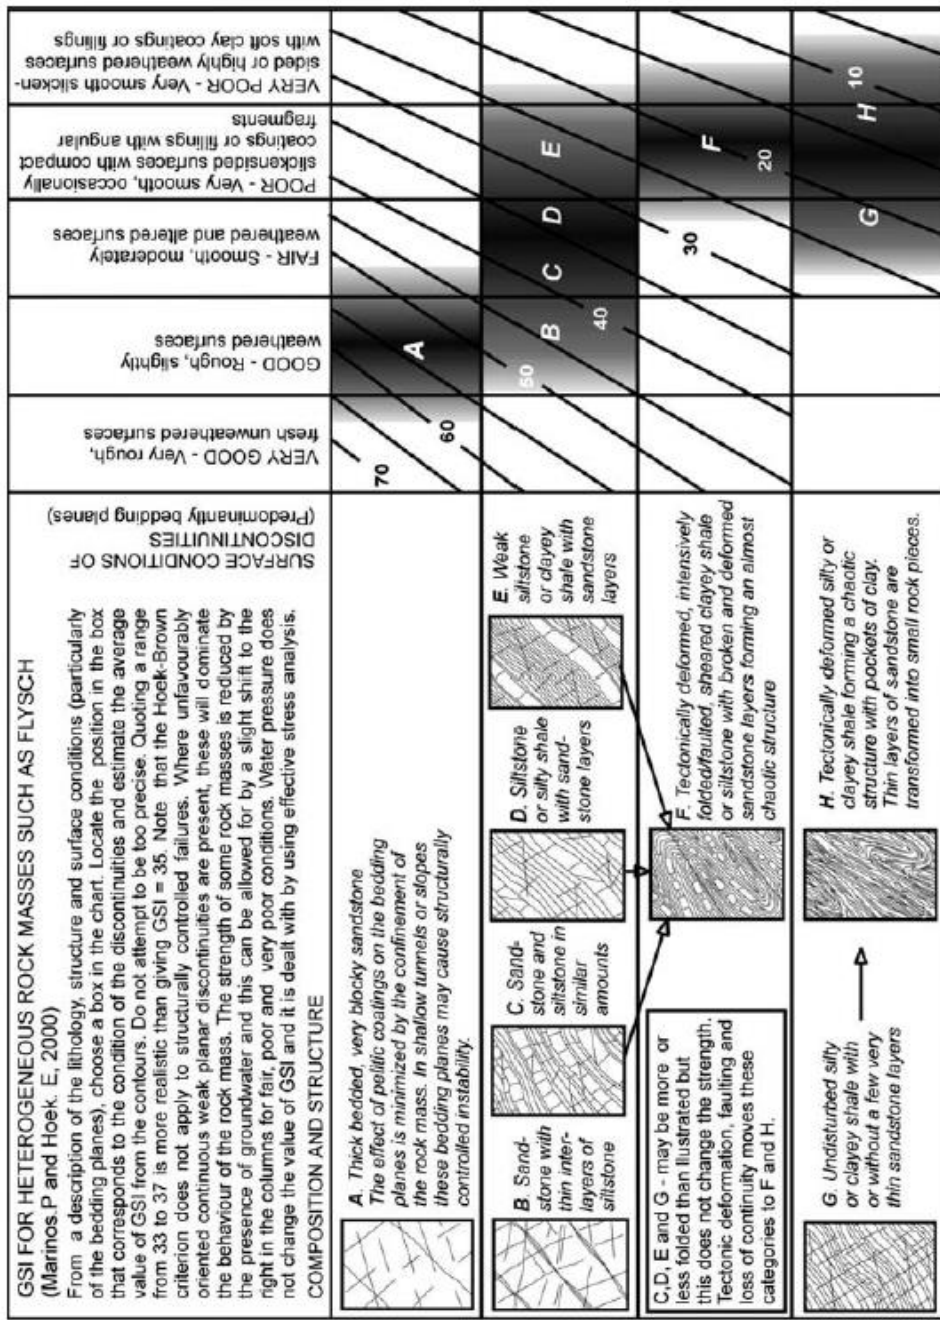 GSI FOR HETEROGENEOUS ROCK MASSES SUCH AS FLYSCH
(Marinos.P and Hoek. E, 2000)
From a description of the lithology, structure and surface conditions (particularly
of the bedding planes), choose a box in the chart. Locate the position in the box
that corresponds to the condition of the discontinuities and estimate the average
value of GSI from the contours. Do not attempt to be too precise. Quoting a range
from 33 to 37 is more realistic than giving GSI = 35. Note that the Hoek-Brown
criterion does not apply to structurally controlled failures. Where unfavourably
oriented continuous weak planar discontinuities are present, these will dominate
the behaviour of the rock mass. The strength of some rock masses is reduced by
the presence of groundwater and this can be allowed for by a slight shift to the
right in the columns for fair, poor and very poor conditions. Water pressure does
not change the value of GSI and it is dealt with by using effective stress analysis.
COMPOSITION AND STRUCTURE
SURFACE CONDITIONS OF
DISCONTINUITIES
(Predominantly bedding planes)
VERY GOOD - Very rough,
fresh unweathered surfaces
GOOD - Rough, slightly
weathered surfaces
FAIR - Smooth, moderately
weathered and altered surfaces
POOR - Very smooth, occasionally
slickensided surfaces with compact
coatings or fillings with angular
fragments
VERY POOR - Very smooth slicken-
sided or highly weathered surfaces
with soft clay coatings or fillings
A. Thick bedded, very blocky sandstone
The effect of pelitic coatings on the bedding
planes is minimized by the confinement of
the rock mass. In shallow tunnels or slopes
these bedding planes may cause structurally
controlled instability.
70
60
A
B. Sand-
stone with
thin inter-
layers of
siltstone
C. Sand-
stone and
siltstone in
similar
amounts
D. Siltstone
or silty shale
with sand-
stone layers
E. Weak
siltstone
or clayey
shale with
sandstone
layers
50
B
40
C
D
E
C,D, E and G - may be more or
less folded than illustrated but
this does not change the strength.
Tectonic deformation, faulting and
loss of continuity moves these
categories to F and H.
F. Tectonically deformed, intensively
folded/faulted, sheared clayey shale
or siltstone with broken and deformed
sandstone layers forming an almost
chaotic structure
30
F
20
G. Undisturbed silty
or clayey shale with
or without a few very
thin sandstone layers
H. Tectonically deformed silty or
clayey shale forming a chaotic
structure with pockets of clay.
Thin layers of sandstone are
transformed into small rock pieces.
G
H
10